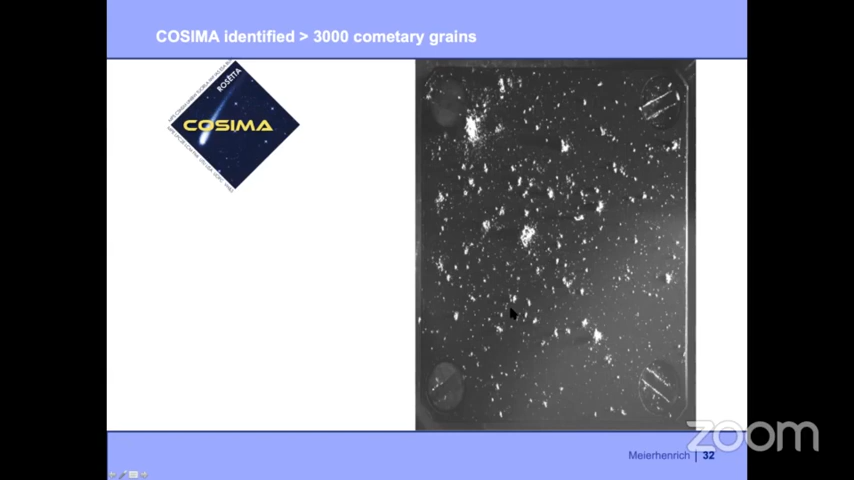 COSIMA identified > 3000 cometary grains
ROSETTA
COSIMA
zoom
Meierhenrich | 32